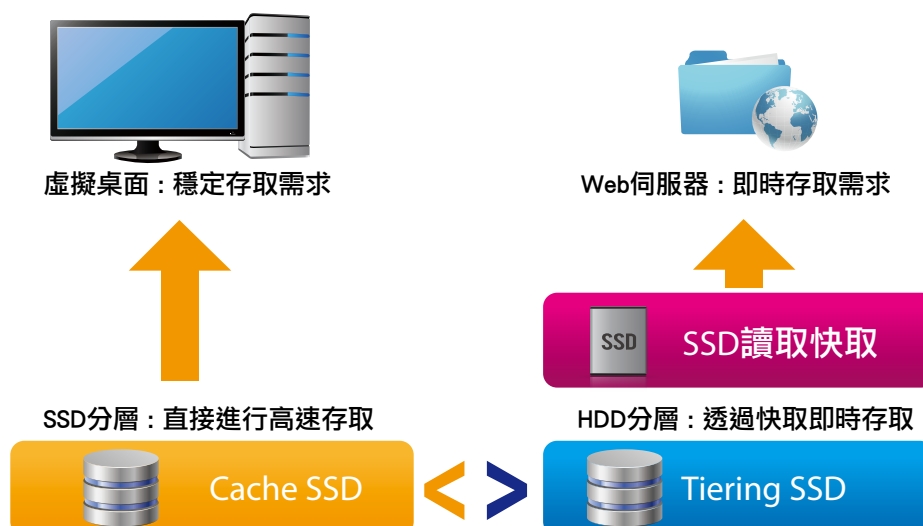 虛擬桌面：穩定存取需求
Web伺服器：即時存取需求
SSD
SSD讀取快取
SSD分層：直接進行高速存取
HDD分層：透過快取即時存取
Cache SSD
< >
Tiering SSD